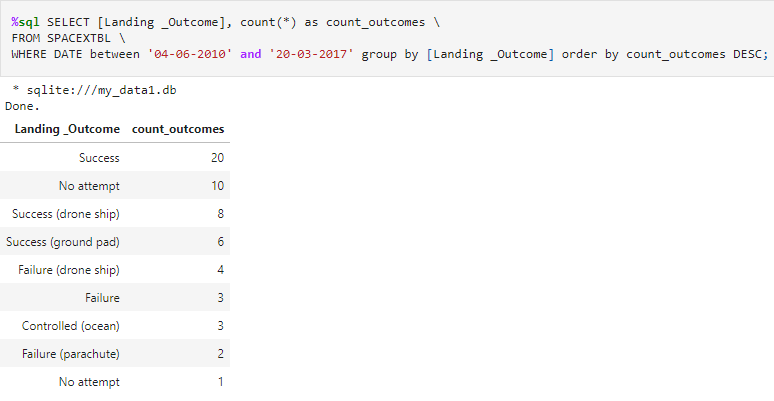 %sql SELECT [Landing _Outcome], count(*) as count_outcomes \
FROM SPACEXTBL \
WHERE DATE between '04-06-2010' and '20-03-2017' group by [Landing _Outcome] order by count_outcomes DESC;
* sqlite:///my_data1.db
Done.
Landing _Outcome count_outcomes
Success 20
No attempt 10
Success (drone ship) 8
Success (ground pad) 6
Failure (drone ship) 4
Failure 3
Controlled (ocean) 3
Failure (parachute) 2
No attempt 1